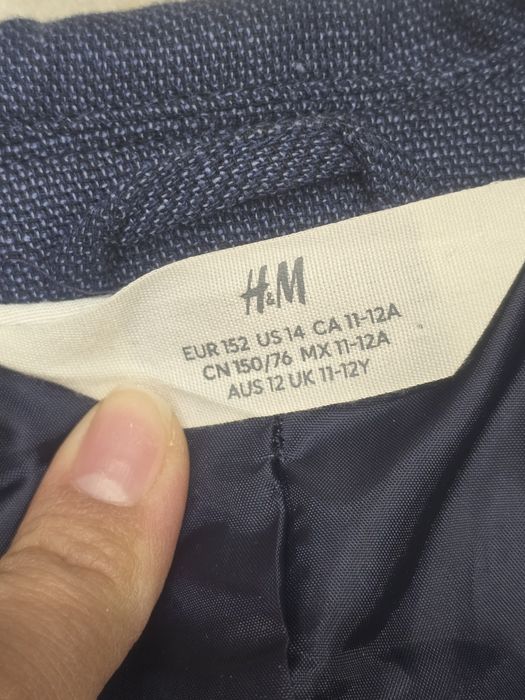 H&M
EUR 152 US 14 CA 11-12A
CN 150/76 MX 11-12A
AUS 12 UK 11-12Y